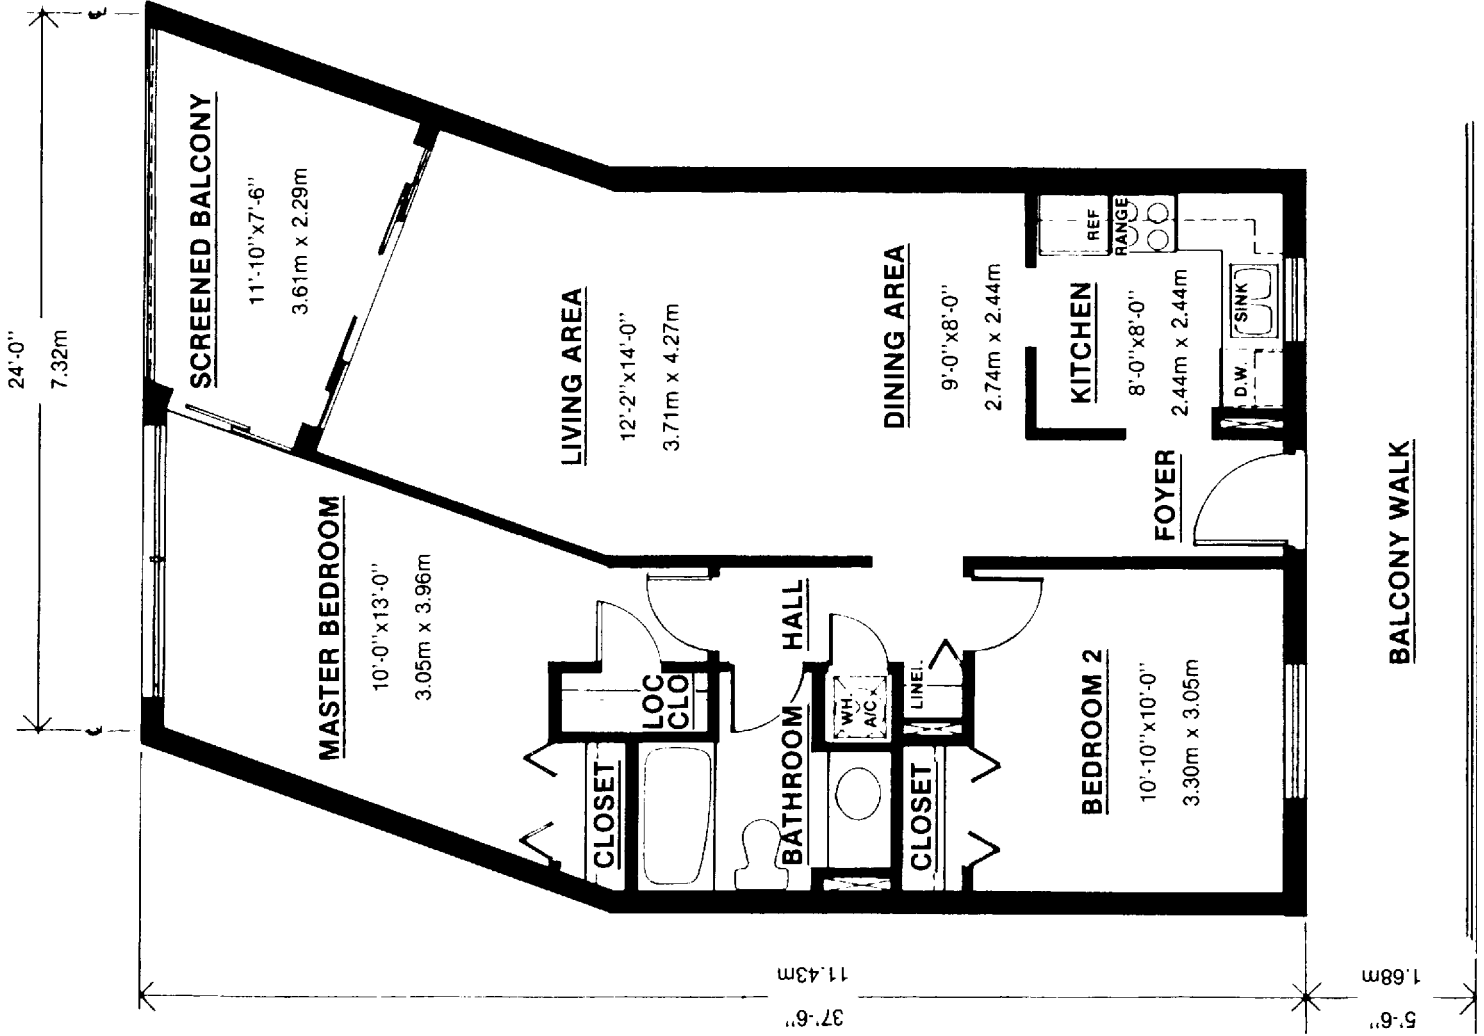 24'-0"
7.32m
SCREENED BALCONY
11'-10"x7'-6"
3.61m x 2.29m
MASTER BEDROOM
10'-0"x13'-0"
3.05m x 3.96m
LIVING AREA
12'-2"x14'-0"
3.71m x 4.27m
DINING AREA
9'-0"x8'-0"
2.74m x 2.44m
KITCHEN
8'-0"x8'-0"
2.44m x 2.44m
REF
RANGE
SINK
D.W.
FOYER
HALL
LOC
CLO
CLOSET
BATHROOM
WH.
A/C
LINEN
CLOSET
BEDROOM 2
10'-10"x10'-0"
3.30m x 3.05m
BALCONY WALK
11.43m
37'-6"
1.68m
5'-6"